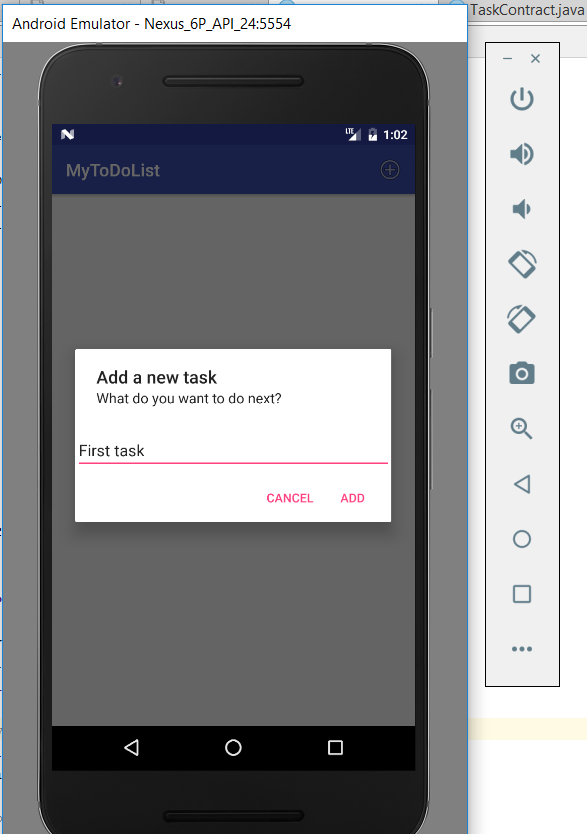 TaskContract.java
Android Emulator - Nexus_6P_API_24:5554
LTE 1:02
MyToDoList
Add a new task
What do you want to do next?
First task
CANCEL ADD